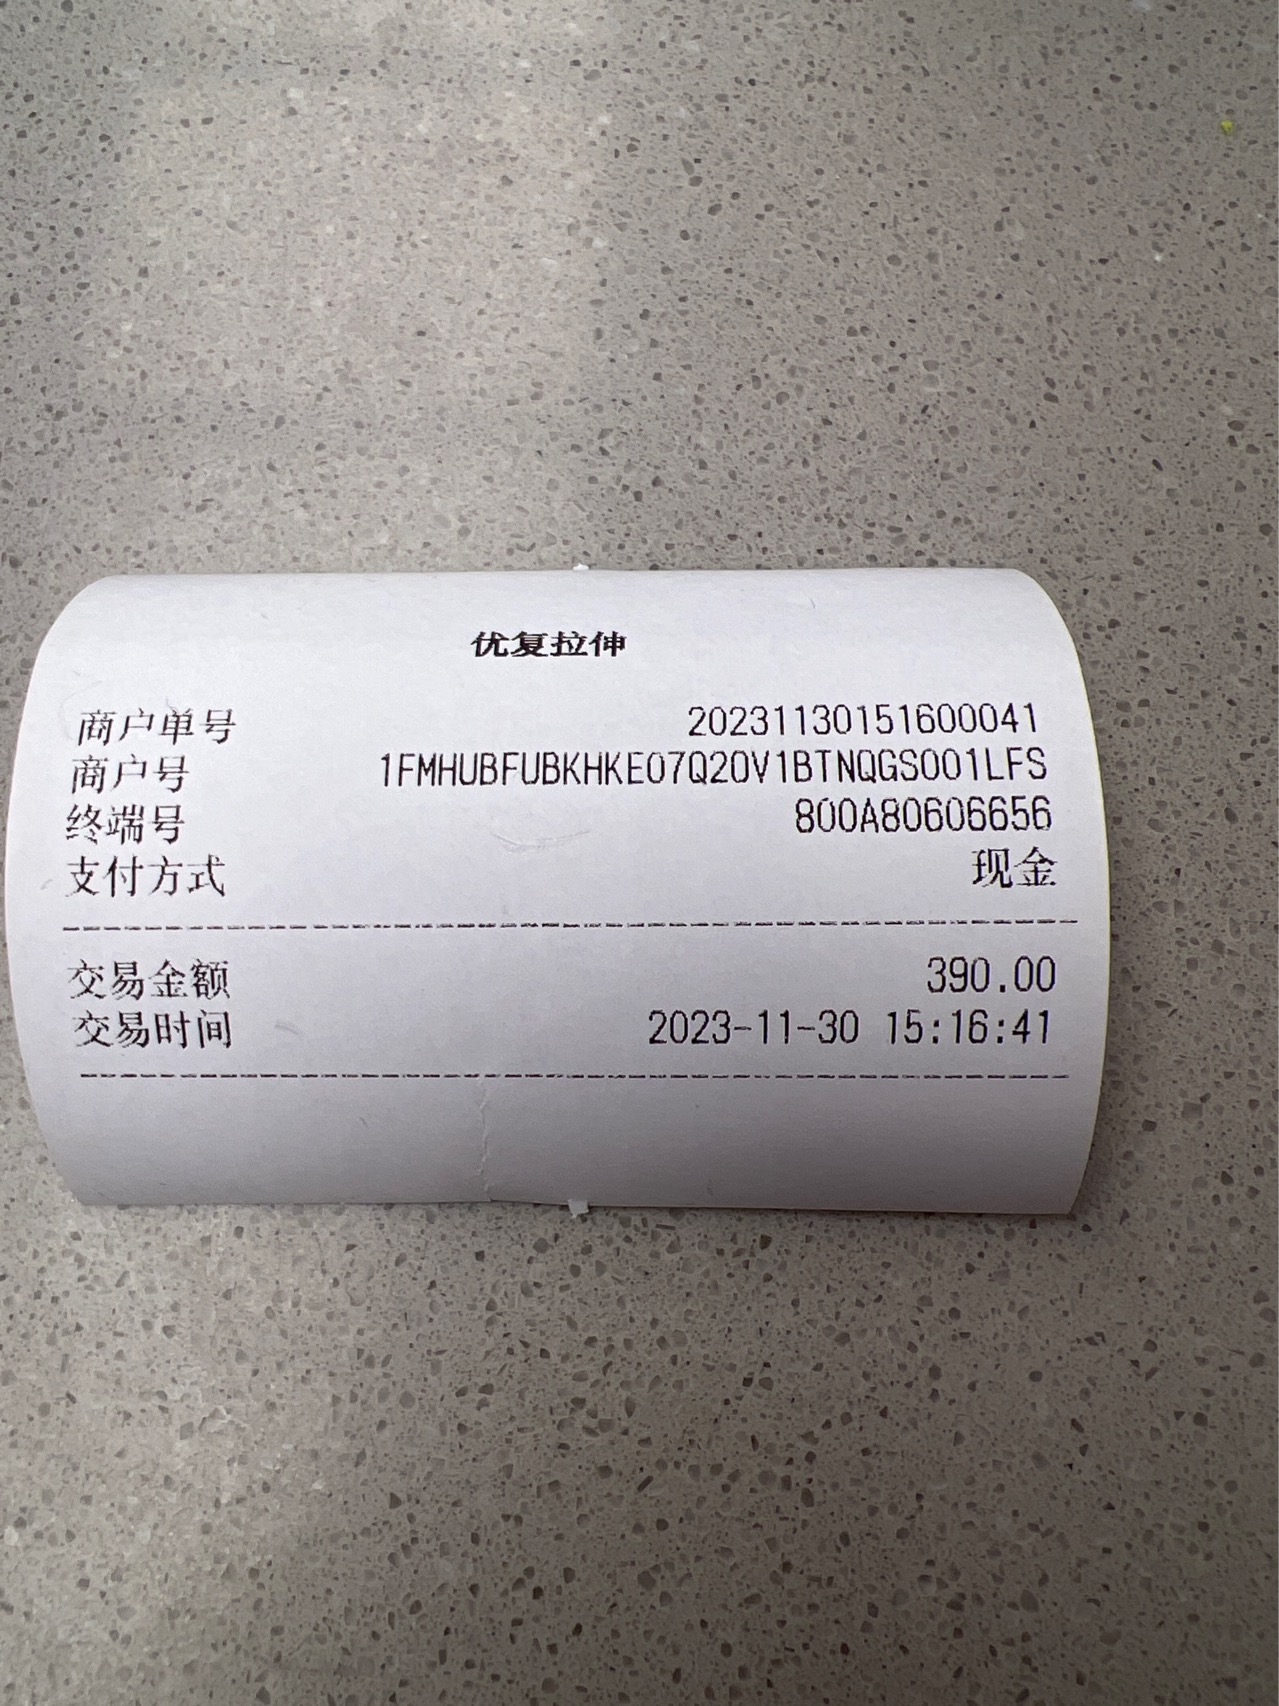 优复拉伸
商户单号 20231130151600041
商户号 1FMHUBFUBKHKE07Q20V1BTNQGS001LFS
终端号 800A80606656
支付方式 现金
交易金额 390.00
交易时间 2023-11-30 15:16:41